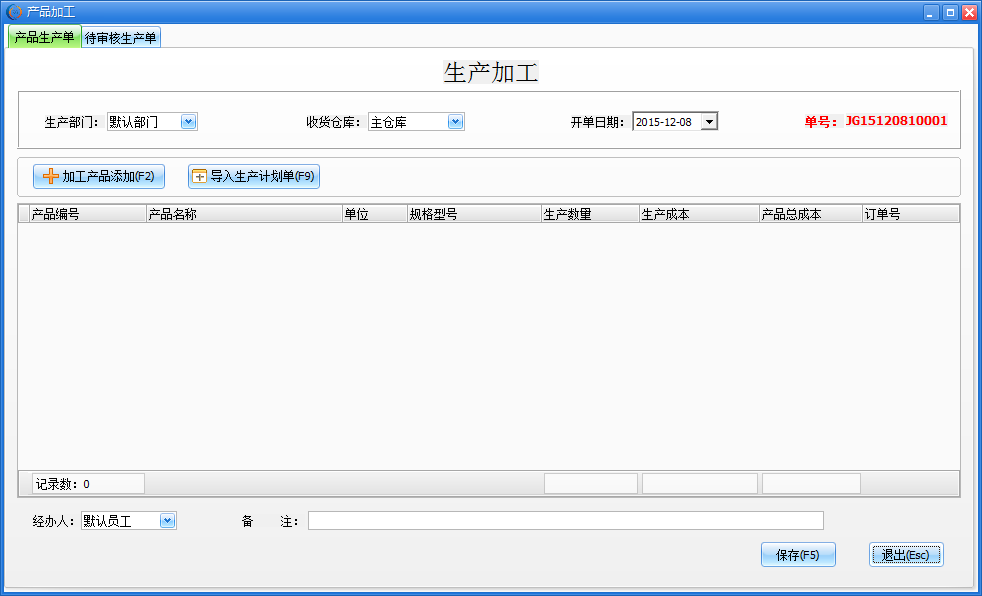 产品加工
产品生产单 待审核生产单
生产加工
生产部门： 默认部门 收货仓库： 主仓库 开单日期： 2015-12-08 单号： JG15120810001
加工产品添加(F2) 导入生产计划单(F9)
产品编号 产品名称 单位 规格型号 生产数量 生产成本 产品总成本 订单号
记录数：0
经办人： 默认员工 备 注：
保存(F5) 退出(Esc)